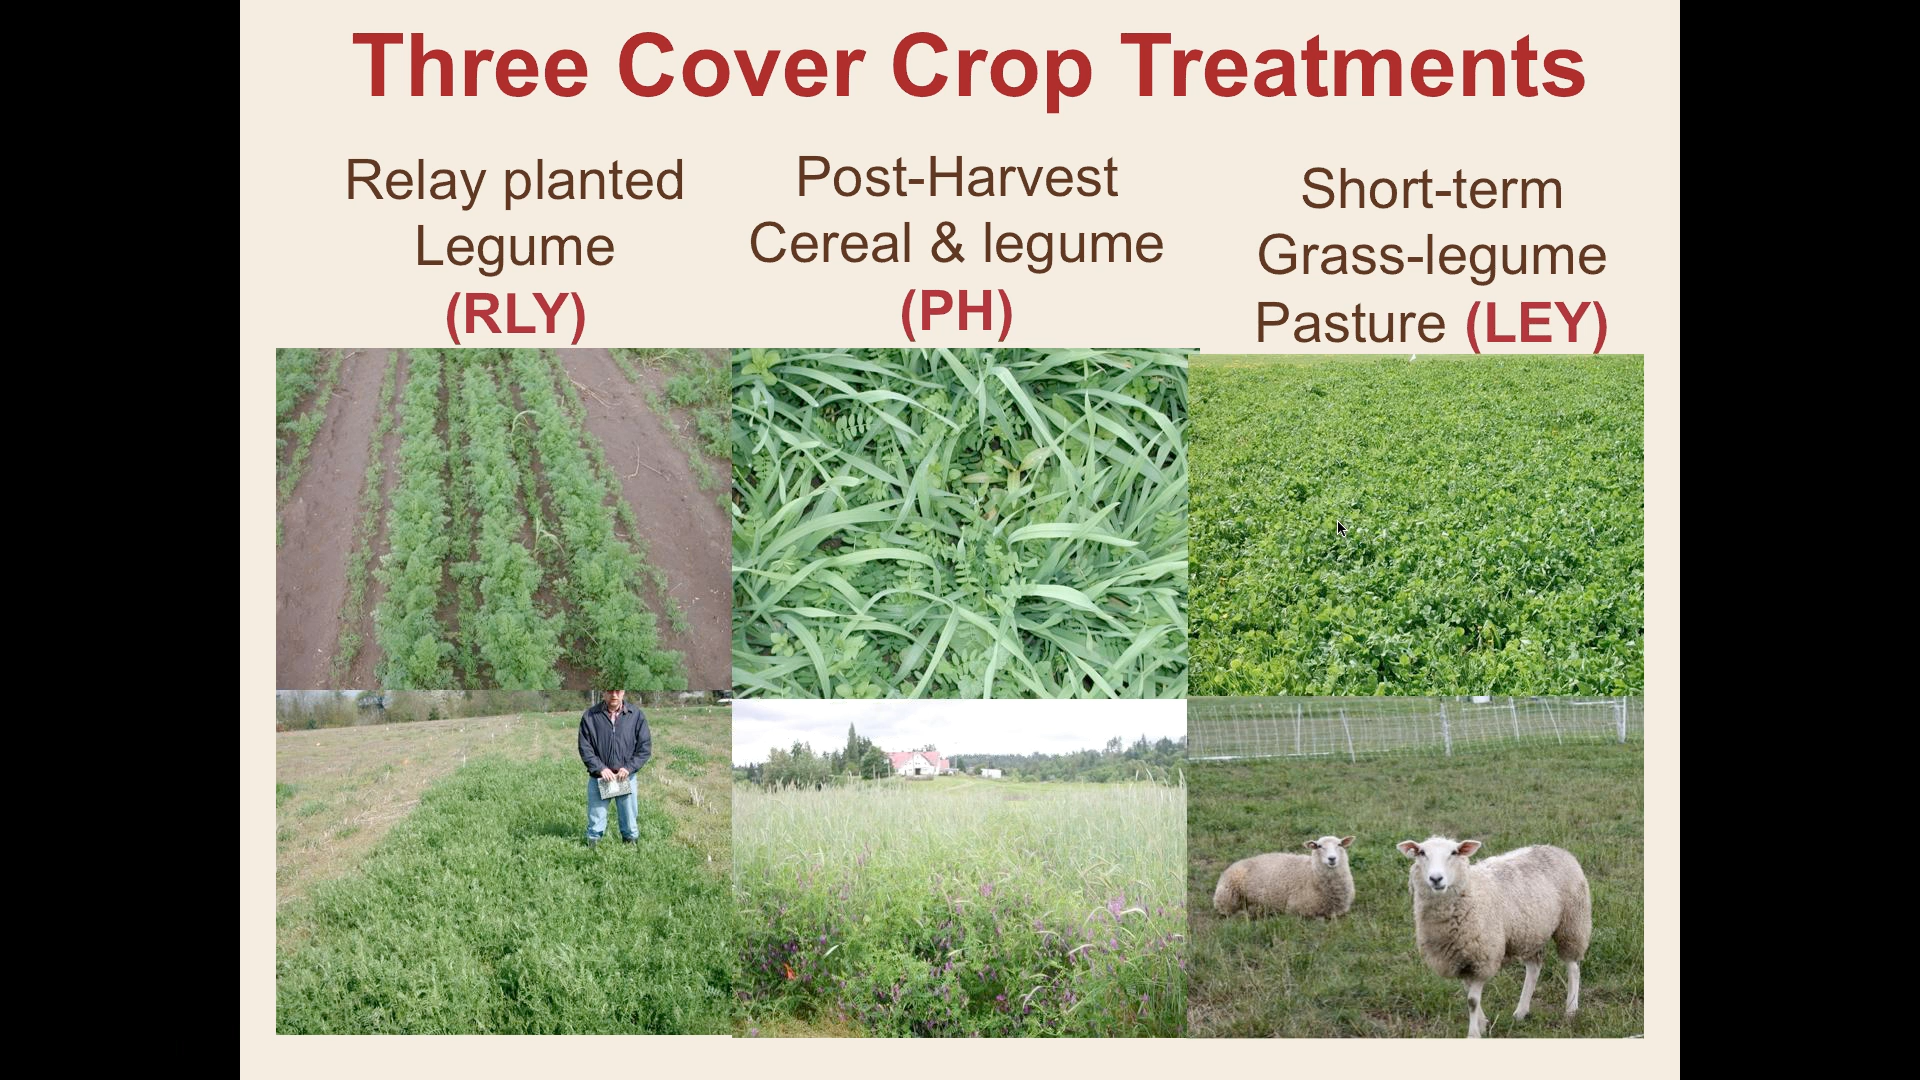 Three Cover Crop Treatments
Relay planted
Legume
(RLY)
Post-Harvest
Cereal & legume
(PH)
Short-term
Grass-legume
Pasture (LEY)